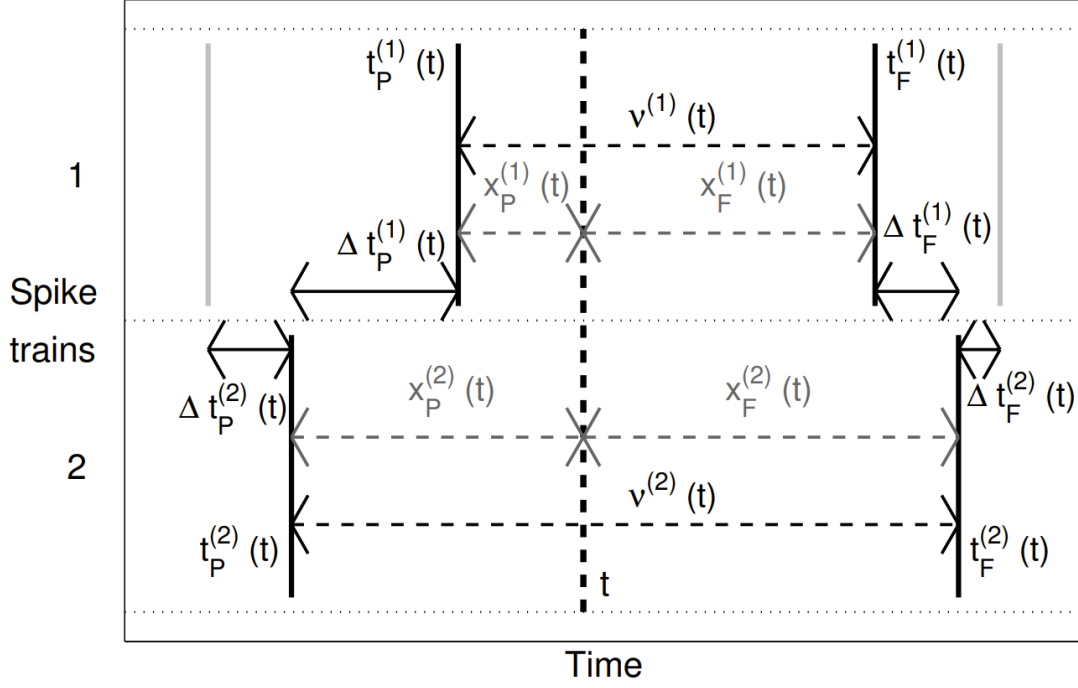 t_P^(1) (t)
t_F^(1) (t)
ν^(1) (t)
1
x_P^(1) (t)
x_F^(1) (t)
Δ t_P^(1) (t)
Δ t_F^(1) (t)
Spike
trains
Δ t_P^(2) (t)
x_P^(2) (t)
x_F^(2) (t)
Δ t_F^(2) (t)
2
ν^(2) (t)
t_P^(2) (t)
t_F^(2) (t)
t
Time